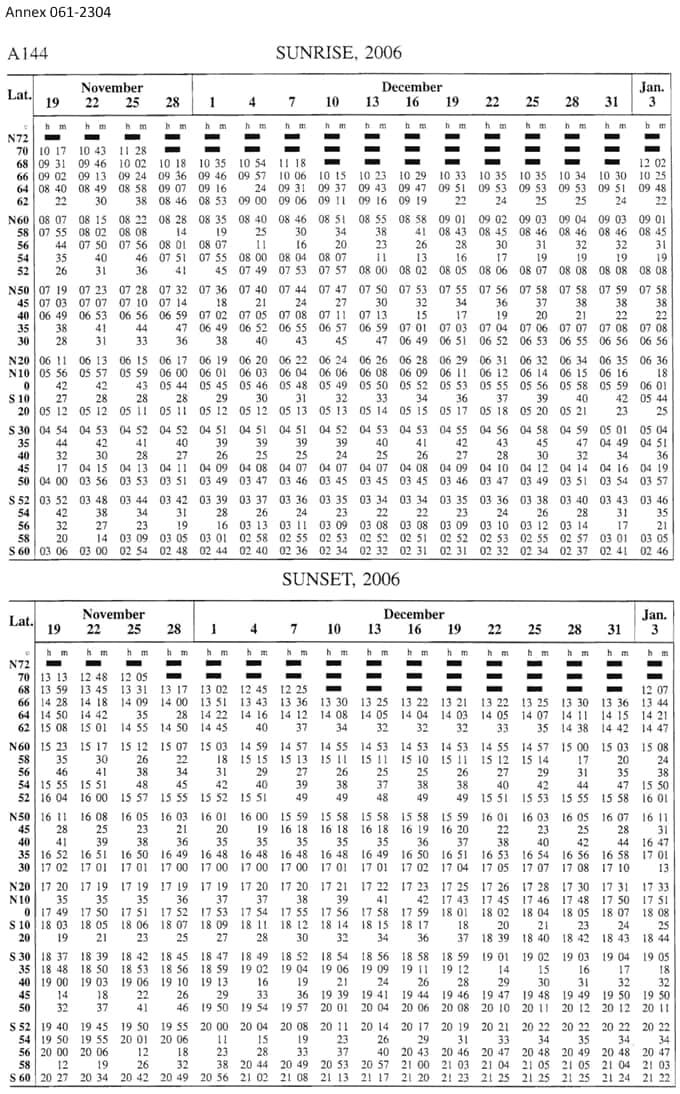 Annex 061-2304
A144 SUNRISE, 2006
Lat. November December Jan.
19 22 25 28 1 4 7 10 13 16 19 22 25 28 31 3
° h m h m h m h m h m h m h m h m h m h m h m h m h m h m h m h m
N72
70 10 17 10 43 11 28
68 09 31 09 46 10 02 10 18 10 35 10 54 11 18 12 02
66 09 02 09 13 09 24 09 36 09 46 09 57 10 06 10 15 10 23 10 29 10 33 10 35 10 35 10 34 10 30 10 25
64 08 40 08 49 08 58 09 07 09 16 24 09 31 09 37 09 43 09 47 09 51 09 53 09 53 09 53 09 51 09 48
62 22 30 38 08 46 08 53 09 00 09 06 09 11 09 16 09 19 22 24 25 25 24 22
N60 08 07 08 15 08 22 08 28 08 35 08 40 08 46 08 51 08 55 08 58 09 01 09 02 09 03 09 04 09 03 09 01
58 07 55 08 02 08 08 14 19 25 30 34 38 41 08 43 08 45 08 46 08 46 08 46 08 45
56 44 07 50 07 56 08 01 08 07 11 16 20 23 26 28 30 31 32 32 31
54 35 40 46 07 51 07 55 08 00 08 04 08 07 11 13 16 17 19 19 19 19
52 26 31 36 41 45 07 49 07 53 07 57 08 00 08 02 08 05 08 06 08 07 08 08 08 08 08 08
N50 07 19 07 23 07 28 07 32 07 36 07 40 07 44 07 47 07 50 07 53 07 55 07 56 07 58 07 58 07 59 07 58
45 07 03 07 07 07 10 07 14 18 21 24 27 30 32 34 36 37 38 38 38
40 06 49 06 53 06 56 06 59 07 02 07 05 07 08 07 11 07 13 15 17 19 20 21 22 22
35 38 41 44 47 06 49 06 52 06 55 06 57 06 59 07 01 07 03 07 04 07 06 07 07 07 08 07 08
30 28 31 33 36 38 40 43 45 47 06 49 06 51 06 52 06 53 06 55 06 56 06 56
N20 06 11 06 13 06 15 06 17 06 19 06 20 06 22 06 24 06 26 06 28 06 29 06 31 06 32 06 34 06 35 06 36
N10 05 56 05 57 05 59 06 00 06 01 06 03 06 04 06 06 06 08 06 09 06 11 06 12 06 14 06 15 06 16 18
0 42 42 43 05 44 05 45 05 46 05 48 05 49 05 50 05 52 05 53 05 55 05 56 05 58 05 59 06 01
S 10 27 28 28 28 29 30 31 32 33 34 36 37 39 40 42 05 44
20 05 12 05 12 05 11 05 11 05 12 05 12 05 13 05 13 05 14 05 15 05 17 05 18 05 20 05 21 23 25
S 30 04 54 04 53 04 52 04 52 04 51 04 51 04 51 04 52 04 53 04 53 04 55 04 56 04 58 04 59 05 01 05 04
35 44 42 41 40 39 39 39 39 40 41 42 43 45 47 04 49 04 51
40 32 30 28 27 26 25 25 24 25 26 27 28 30 32 34 36
45 17 04 15 04 13 04 11 04 09 04 08 04 07 04 07 04 07 04 08 04 09 04 10 04 12 04 14 04 16 04 19
50 04 00 03 56 03 53 03 51 03 49 03 47 03 46 03 45 03 45 03 45 03 46 03 47 03 49 03 51 03 54 03 57
S 52 03 52 03 48 03 44 03 42 03 39 03 37 03 36 03 35 03 34 03 34 03 35 03 36 03 38 03 40 03 43 03 46
54 42 38 34 31 28 26 24 23 22 22 23 24 26 28 31 35
56 32 27 23 19 16 03 13 03 11 03 09 03 08 03 08 03 09 03 10 03 12 03 14 17 21
58 20 14 03 09 03 05 03 01 02 58 02 55 02 53 02 52 02 51 02 52 02 53 02 55 02 57 03 01 03 05
S 60 03 06 03 00 02 54 02 48 02 44 02 40 02 36 02 34 02 32 02 31 02 31 02 32 02 34 02 37 02 41 02 46
SUNSET, 2006
Lat. November December Jan.
19 22 25 28 1 4 7 10 13 16 19 22 25 28 31 3
° h m h m h m h m h m h m h m h m h m h m h m h m h m h m h m h m
N72
70 13 13 12 48 12 05
68 13 59 13 45 13 31 13 17 13 02 12 45 12 25 12 07
66 14 28 14 18 14 09 14 00 13 51 13 43 13 36 13 30 13 25 13 22 13 21 13 22 13 25 13 30 13 36 13 44
64 14 50 14 42 35 28 14 22 14 16 14 12 14 08 14 05 14 04 14 03 14 05 14 07 14 11 14 15 14 21
62 15 08 15 01 14 55 14 50 14 45 40 37 34 32 32 32 33 35 14 38 14 42 14 47
N60 15 23 15 17 15 12 15 07 15 03 14 59 14 57 14 55 14 53 14 53 14 53 14 55 14 57 15 00 15 03 15 08
58 35 30 26 22 18 15 15 15 13 15 11 15 11 15 10 15 11 15 12 15 14 17 20 24
56 46 41 38 34 31 29 27 26 25 25 26 27 29 31 35 38
54 15 55 15 51 48 45 42 40 39 38 37 38 38 40 42 44 47 15 50
52 16 04 16 00 15 57 15 55 15 52 15 51 49 49 48 49 49 15 51 15 53 15 55 15 58 16 01
N50 16 11 16 08 16 05 16 03 16 01 16 00 15 59 15 58 15 58 15 58 15 59 16 01 16 03 16 05 16 07 16 11
45 28 25 23 21 20 19 16 18 16 18 16 18 16 19 16 20 22 23 25 28 31
40 41 39 38 36 35 35 35 35 35 36 37 38 40 42 44 16 47
35 16 52 16 51 16 50 16 49 16 48 16 48 16 48 16 48 16 49 16 50 16 51 16 53 16 54 16 56 16 58 17 01
30 17 02 17 01 17 01 17 00 17 00 17 00 17 00 17 01 17 01 17 02 17 04 17 05 17 07 17 08 17 10 13
N20 17 20 17 19 17 19 17 19 17 19 17 20 17 20 17 21 17 22 17 23 17 25 17 26 17 28 17 30 17 31 17 33
N10 35 35 35 36 37 37 38 39 41 42 17 43 17 45 17 46 17 48 17 50 17 51
0 17 49 17 50 17 51 17 52 17 53 17 54 17 55 17 56 17 58 17 59 18 01 18 02 18 04 18 05 18 07 18 08
S 10 18 03 18 05 18 06 18 07 18 09 18 11 18 12 18 14 18 15 18 17 18 20 21 23 24 25
20 19 21 23 25 27 28 30 32 34 36 37 18 39 18 40 18 42 18 43 18 44
S 30 18 37 18 39 18 42 18 45 18 47 18 49 18 52 18 54 18 56 18 58 18 59 19 01 19 02 19 03 19 04 19 05
35 18 48 18 50 18 53 18 56 18 59 19 02 19 04 19 06 19 09 19 11 19 12 14 15 16 17 18
40 19 00 19 03 19 06 19 10 19 13 16 19 21 24 26 28 29 30 31 32 32
45 14 18 22 26 29 33 36 19 39 19 41 19 44 19 46 19 47 19 48 19 49 19 50 19 50
50 32 37 41 46 19 50 19 54 19 57 20 01 20 04 20 06 20 08 20 10 20 11 20 12 20 12 20 11
S 52 19 40 19 45 19 50 19 55 20 00 20 04 20 08 20 11 20 14 20 17 20 19 20 21 20 22 20 22 20 22 20 22
54 19 50 19 55 20 01 20 06 11 15 19 23 26 29 31 33 34 35 34 34
56 20 00 20 06 12 18 23 28 33 37 40 20 43 20 46 20 47 20 48 20 49 20 48 20 47
58 12 19 26 32 38 20 44 20 49 20 53 20 57 21 00 21 03 21 04 21 05 21 05 21 04 21 03
S 60 20 27 20 34 20 42 20 49 20 56 21 02 21 08 21 13 21 17 21 20 21 23 21 25 21 25 21 25 21 24 21 22